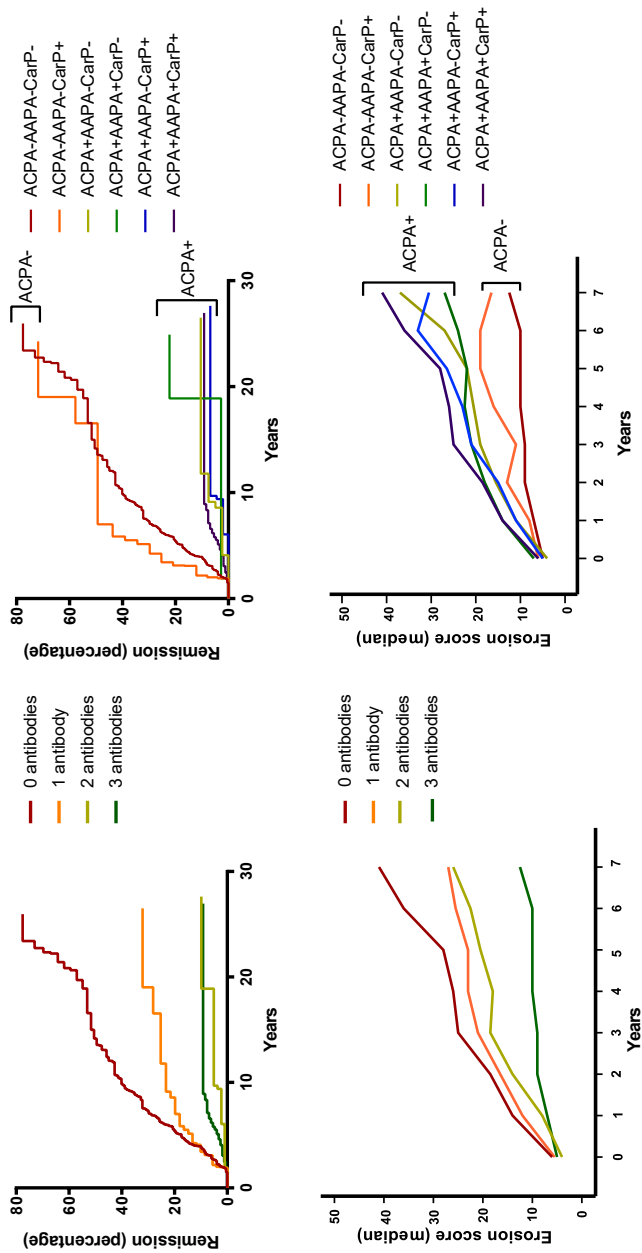 Remission (percentage)
80
60
40
20
0
0
10
20
30
Years
0 antibodies
1 antibody
2 antibodies
3 antibodies
Remission (percentage)
80
60
40
20
0
0
10
20
30
Years
ACPA-
ACPA+
ACPA-AAPA-CarP-
ACPA-AAPA-CarP+
ACPA+AAPA-CarP-
ACPA+AAPA+CarP-
ACPA+AAPA-CarP+
ACPA+AAPA+CarP+
Erosion score (median)
50
40
30
20
10
0
0
1
2
3
4
5
6
7
Years
0 antibodies
1 antibody
2 antibodies
3 antibodies
Erosion score (median)
50
40
30
20
10
0
0
1
2
3
4
5
6
7
Years
ACPA+
ACPA-
ACPA-AAPA-CarP-
ACPA-AAPA-CarP+
ACPA+AAPA-CarP-
ACPA+AAPA+CarP-
ACPA+AAPA-CarP+
ACPA+AAPA+CarP+